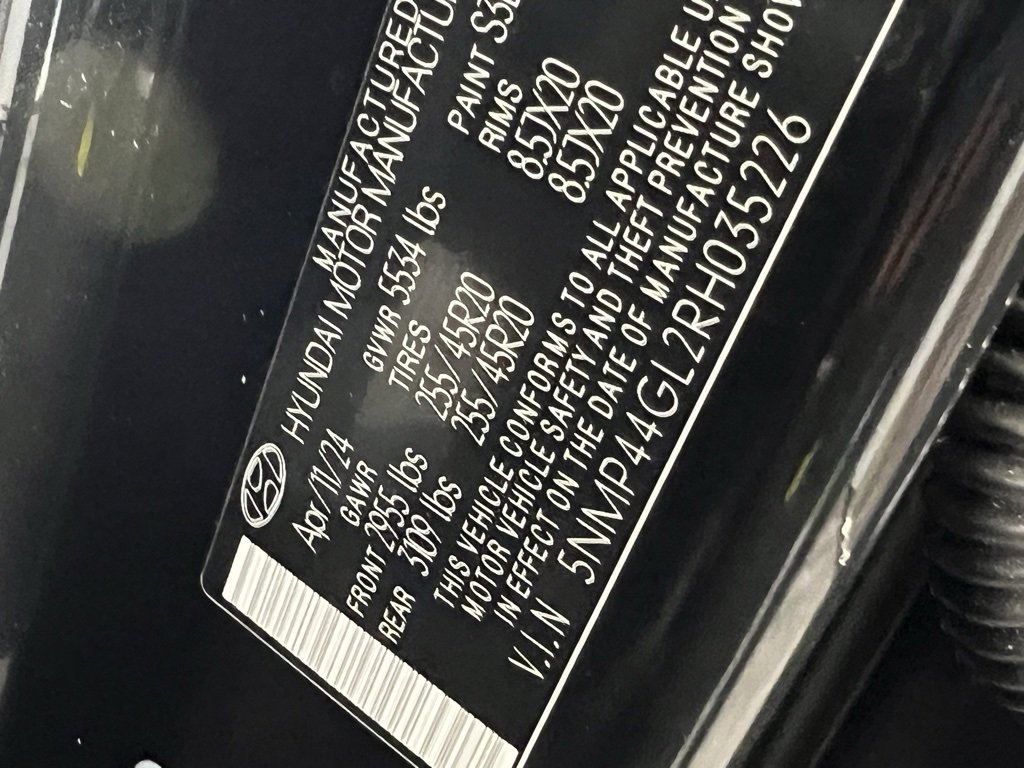 MANUFACTURED
HYUNDAI MOTOR MANUFACTU
Apr/11/24 GVWR 5534 lbs PAINT S3
GAWR TIRES RIMS
FRONT 2955 lbs 255/45R20 8.5JX20
REAR 3109 lbs 255/45R20 8.5JX20
THIS VEHICLE CONFORMS TO ALL APPLICABLE U
MOTOR VEHICLE SAFETY AND THEFT PREVENTION
IN EFFECT ON THE DATE OF MANUFACTURE SHOW
V.I.N 5NMP44GL2RH035226